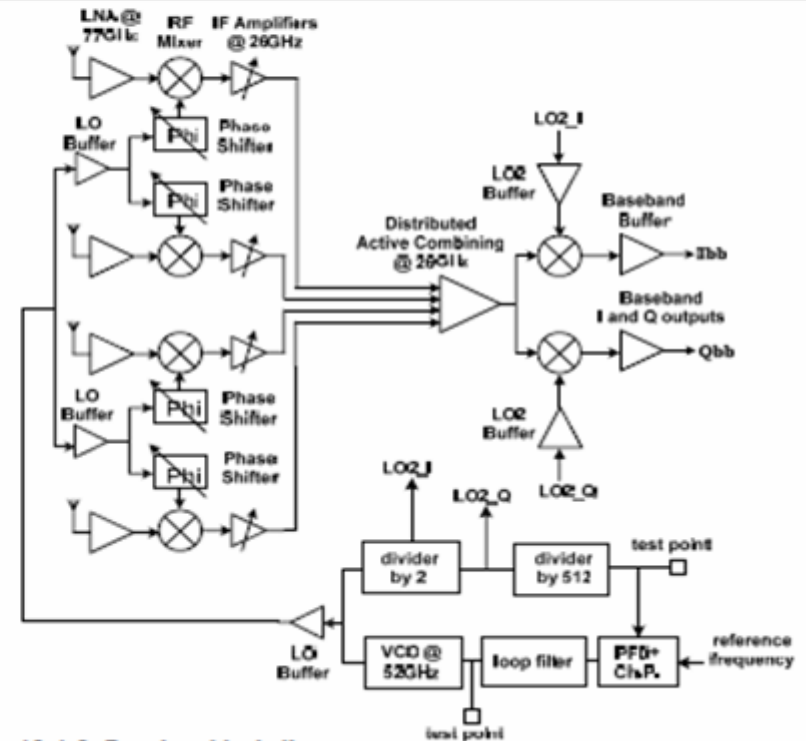 LNA @
77GHz
RF
Mixer
IF Amplifiers
@ 26GHz
LO
Buffer
Phi
Phase
Shifter
Phi
Phase
Shifter
LO2_I
LO2
Buffer
Baseband
Buffer
Ibb
Distributed
Active Combining
@ 26GHz
Baseband
I and Q outputs
Qbb
LO
Buffer
Phi
Phase
Shifter
Phi
Phase
Shifter
LO2
Buffer
LO2_Q
LO2_I
LO2_Q
divider
by 2
divider
by 512
test point
LO
Buffer
VCO @
52GHz
loop filter
PFD+
Ch.P.
reference
frequency
test point